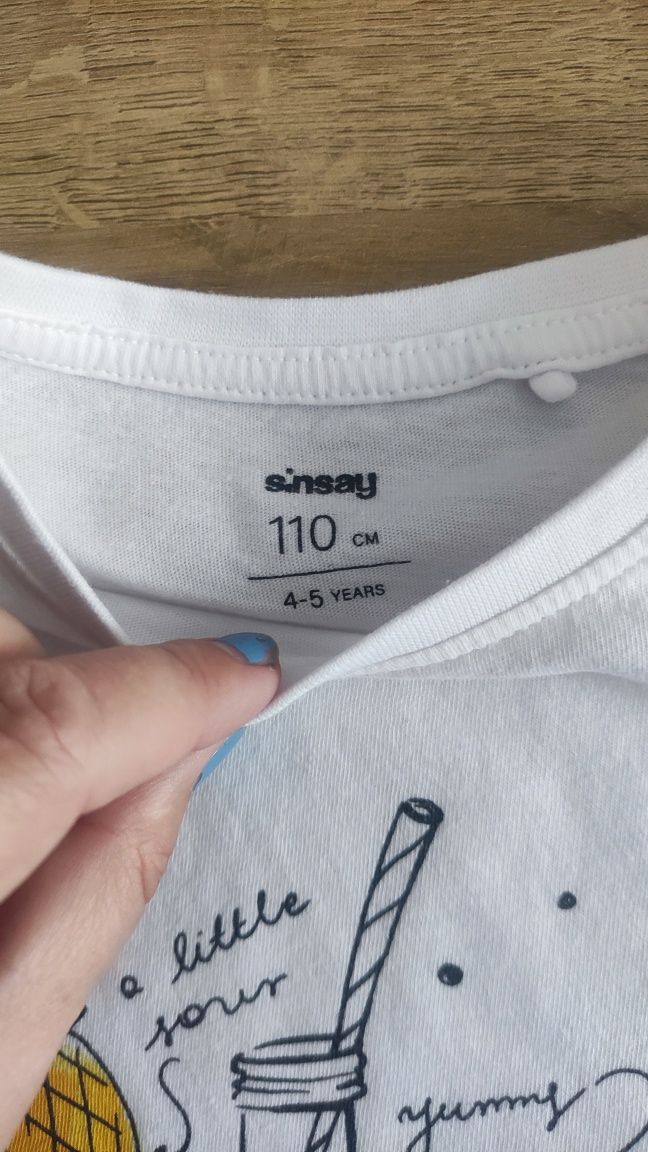 sinsay
110 CM
4-5 YEARS
a little
sour
yummy